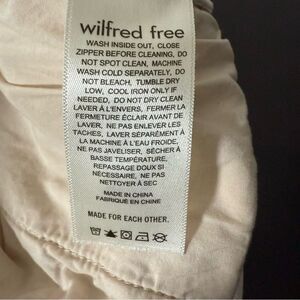 wilfred free
WASH INSIDE OUT, CLOSE
ZIPPER BEFORE CLEANING, DO
NOT SPOT CLEAN, MACHINE
WASH COLD SEPARATELY, DO
NOT BLEACH, TUMBLE DRY
LOW, COOL IRON ONLY IF
NEEDED, DO NOT DRY CLEAN
LAVER À L'ENVERS, FERMER LA
FERMETURE ÉCLAIR AVANT DE
LAVER, NE PAS ENLEVER LES
TACHES, LAVER SÉPARÉMENT À
LA MACHINE À L'EAU FROIDE,
NE PAS JAVELISER, SÉCHER À
BASSE TEMPÉRATURE,
REPASSAGE DOUX SI
NÉCESSAIRE, NE PAS
NETTOYER À SEC
MADE IN CHINA
FABRIQUÉ EN CHINE
MADE FOR EACH OTHER.